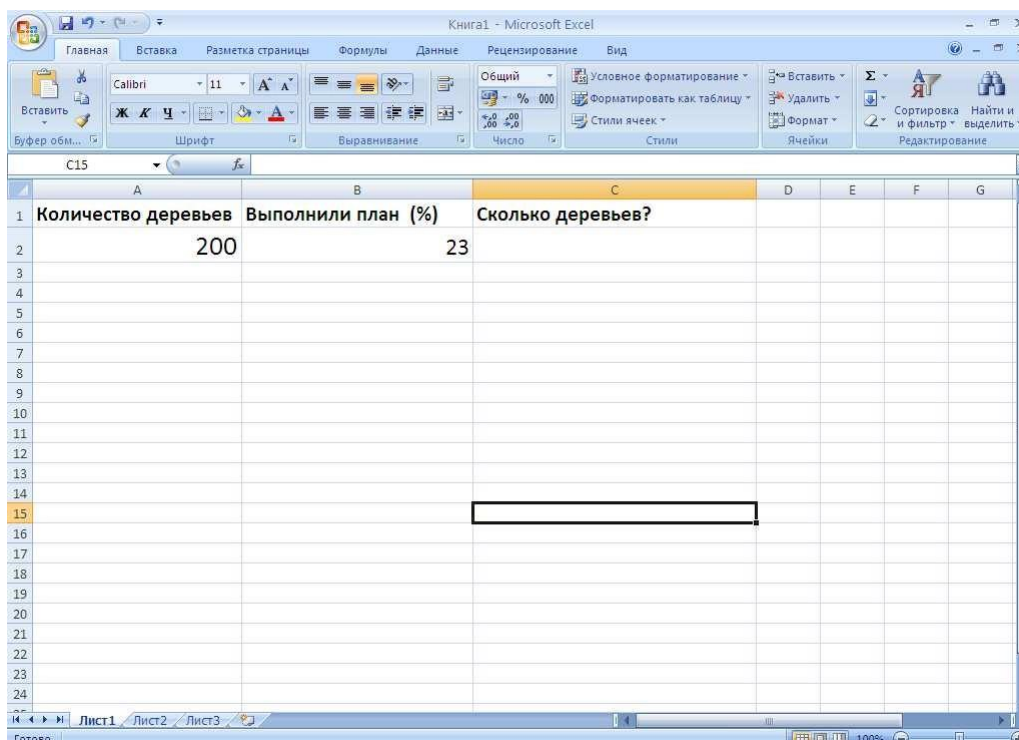 Книга1 - Microsoft Excel
Главная Вставка Разметка страницы Формулы Данные Рецензирование Вид
Вставить
Буфер обм...
Calibri 11
Ж К Ч
Шрифт
Выравнивание
Общий
% 000
Число
Условное форматирование
Форматировать как таблицу
Стили ячеек
Стили
Вставить
Удалить
Формат
Ячейки
Σ
Сортировка и фильтр
Найти и выделить
Редактирование
C15 fx
A B C D E F G
1 Количество деревьев Выполнили план (%) Сколько деревьев?
2 200 23
3
4
5
6
7
8
9
10
11
12
13
14
15
16
17
18
19
20
21
22
23
24
Лист1 Лист2 Лист3
Готово 100%